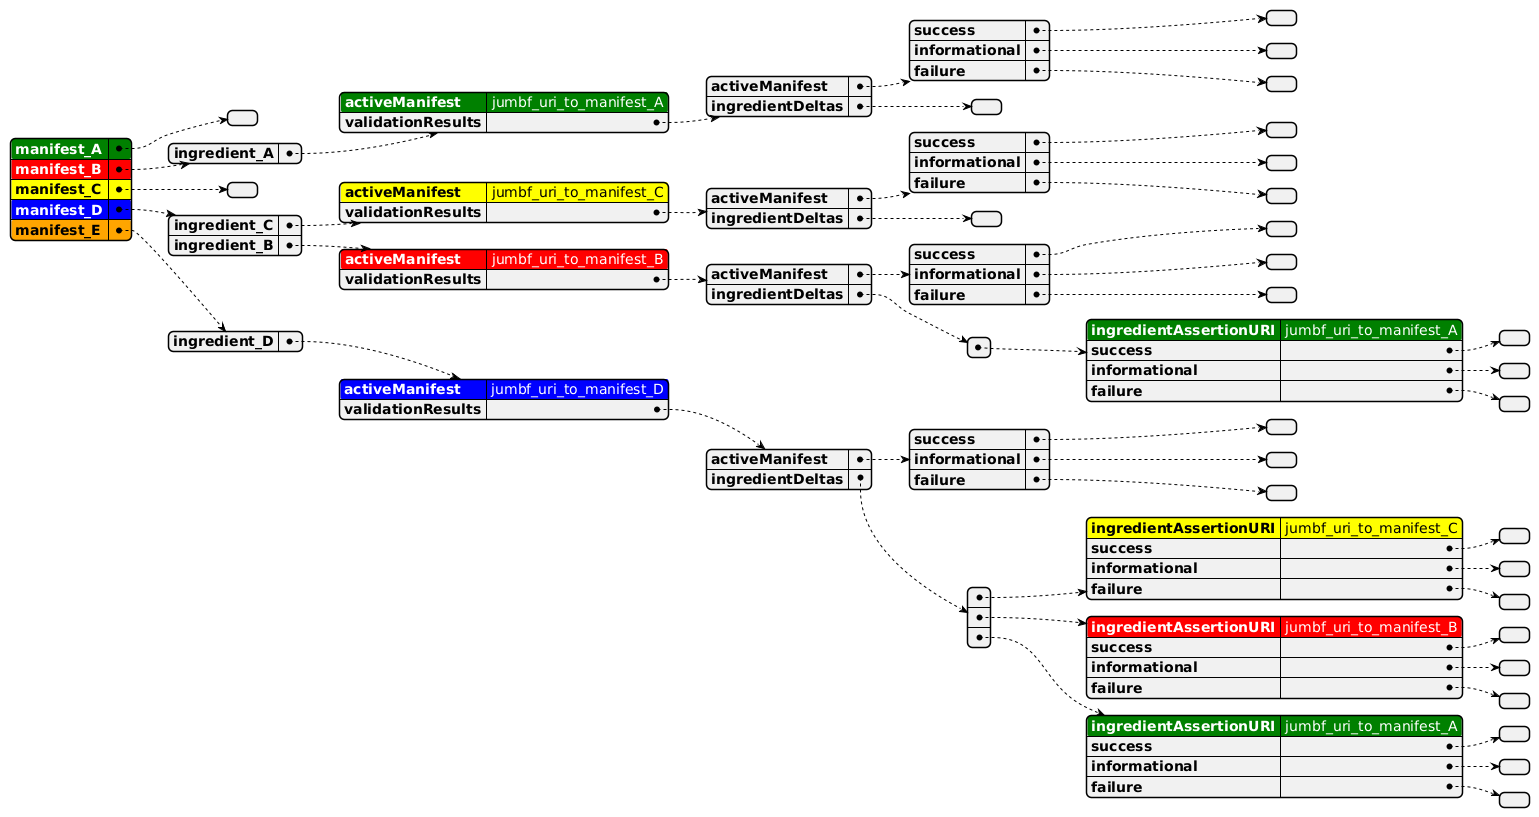 manifest_A
manifest_B
manifest_C
manifest_D
manifest_E
ingredient_A
ingredient_C
ingredient_B
ingredient_D
activeManifest jumbf_uri_to_manifest_A
validationResults
activeManifest jumbf_uri_to_manifest_C
validationResults
activeManifest jumbf_uri_to_manifest_B
validationResults
activeManifest jumbf_uri_to_manifest_D
validationResults
activeManifest
ingredientDeltas
activeManifest
ingredientDeltas
activeManifest
ingredientDeltas
activeManifest
ingredientDeltas
success
informational
failure
success
informational
failure
success
informational
failure
success
informational
failure
ingredientAssertionURI jumbf_uri_to_manifest_A
success
informational
failure
ingredientAssertionURI jumbf_uri_to_manifest_C
success
informational
failure
ingredientAssertionURI jumbf_uri_to_manifest_B
success
informational
failure
ingredientAssertionURI jumbf_uri_to_manifest_A
success
informational
failure